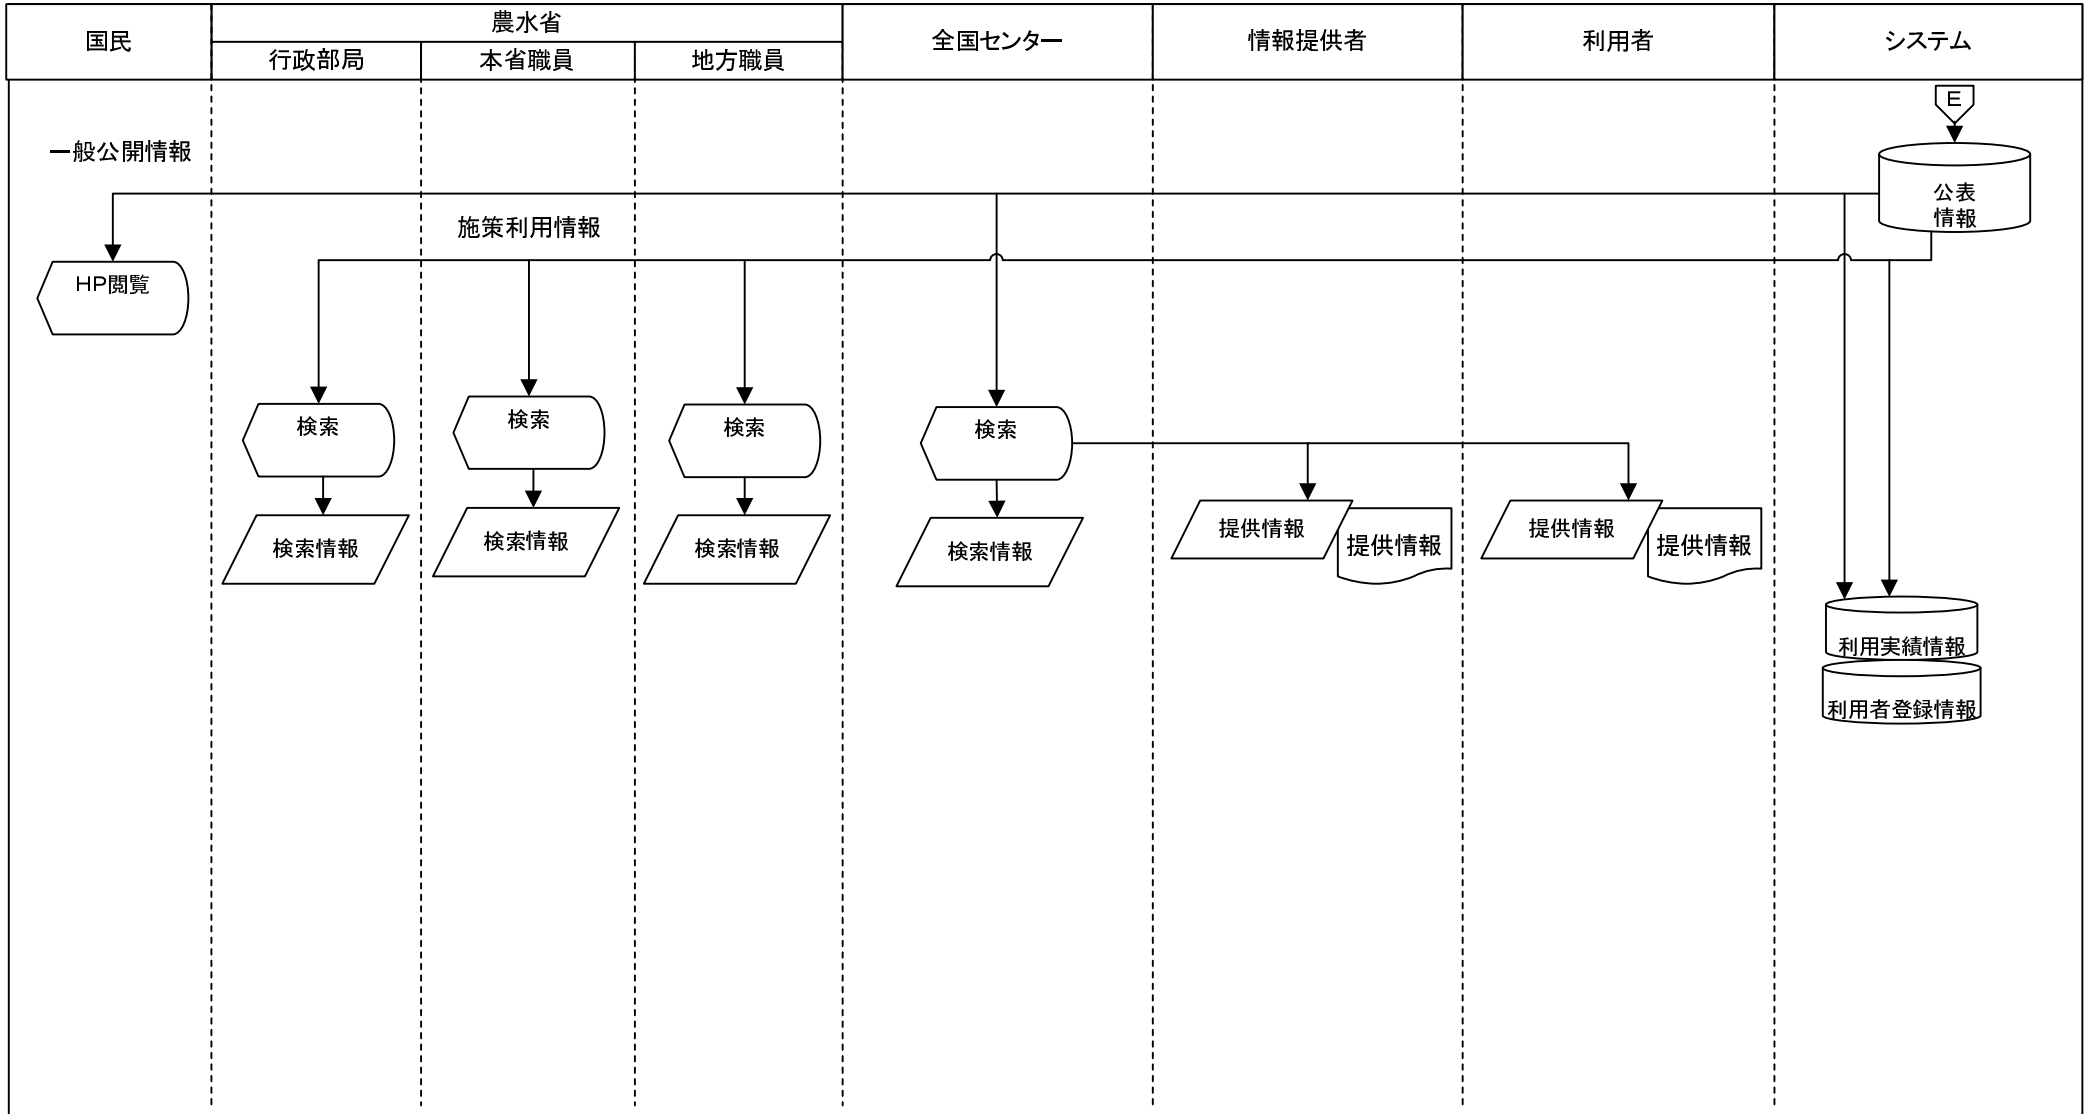 国民
農水省
行政部局
本省職員
地方職員
全国センター
情報提供者
利用者
システム
E
一般公開情報
公表
情報
施策利用情報
HP閲覧
検索
検索
検索
検索
検索情報
検索情報
検索情報
検索情報
提供情報
提供情報
提供情報
提供情報
利用実績情報
利用者登録情報